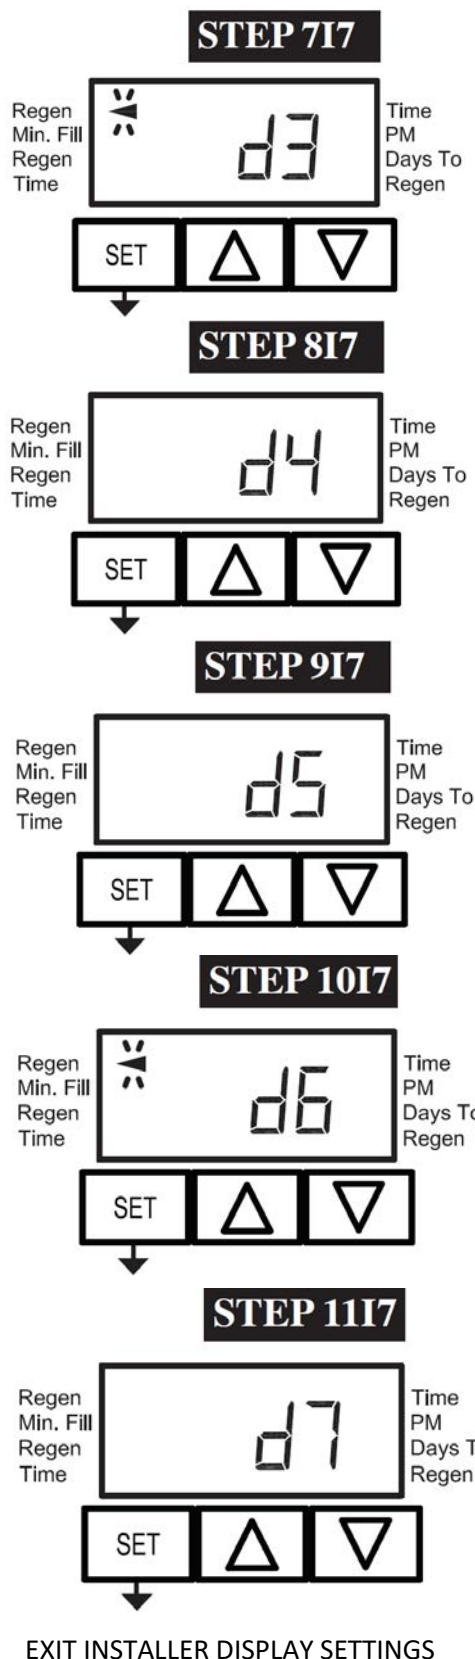 STEP 7I7
Regen
Min. Fill
Regen
Time
d3
Time
PM
Days To
Regen
SET
STEP 8I7
Regen
Min. Fill
Regen
Time
d4
Time
PM
Days To
Regen
SET
STEP 9I7
Regen
Min. Fill
Regen
Time
d5
Time
PM
Days To
Regen
SET
STEP 10I7
Regen
Min. Fill
Regen
Time
d6
Time
PM
Days To
Regen
SET
STEP 11I7
Regen
Min. Fill
Regen
Time
d7
Time
PM
Days T
Regen
SET
EXIT INSTALLER DISPLAY SETTINGS